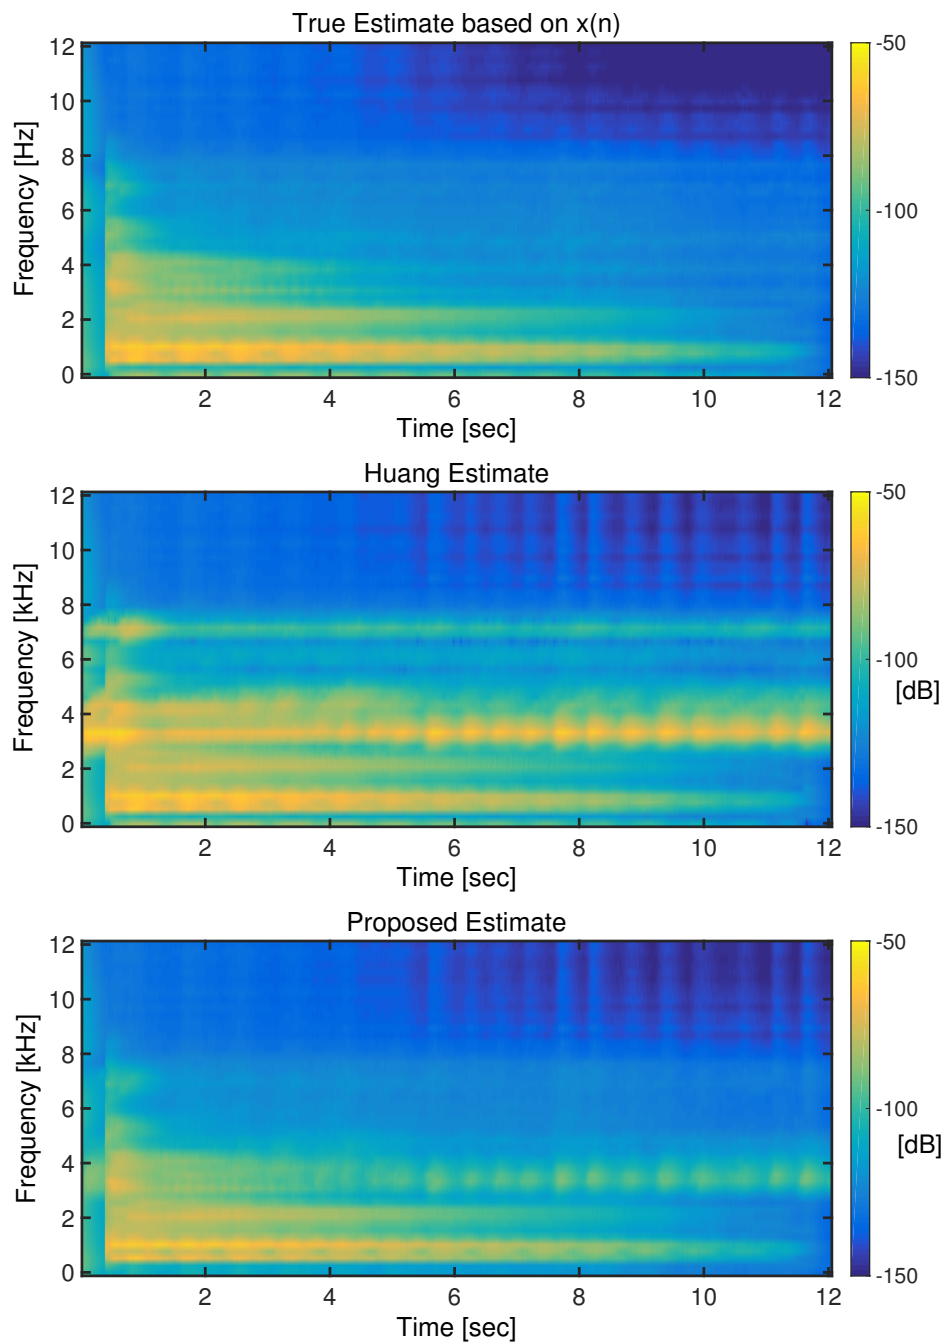 True Estimate based on x(n)
12
10
8
6
4
2
0
Frequency [Hz]
2 4 6 8 10 12
Time [sec]
-50
-100
-150
Huang Estimate
12
10
8
6
4
2
0
Frequency [kHz]
2 4 6 8 10 12
Time [sec]
-50
-100
[dB]
-150
Proposed Estimate
12
10
8
6
4
2
0
Frequency [kHz]
2 4 6 8 10 12
Time [sec]
-50
-100
[dB]
-150